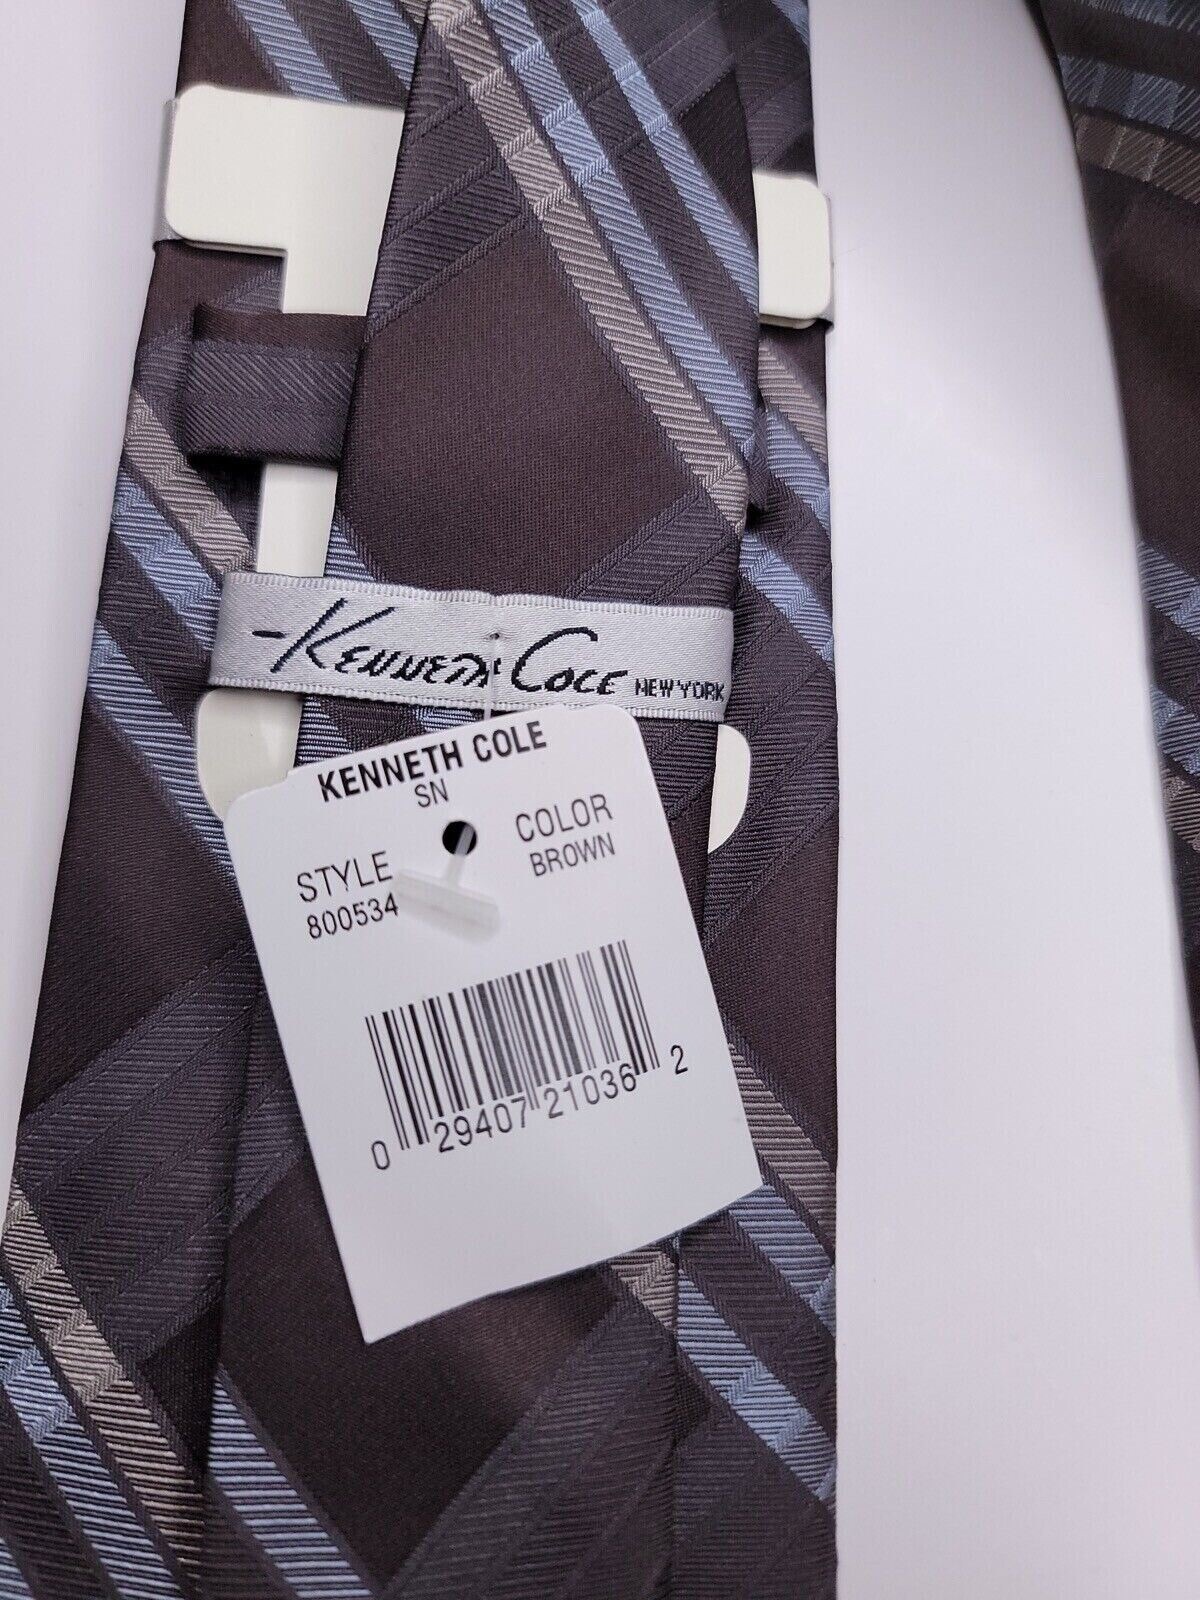 Kenneth Cole NEW YORK
KENNETH COLE
SN
STYLE COLOR
800534 BROWN
0 29407 21036 2